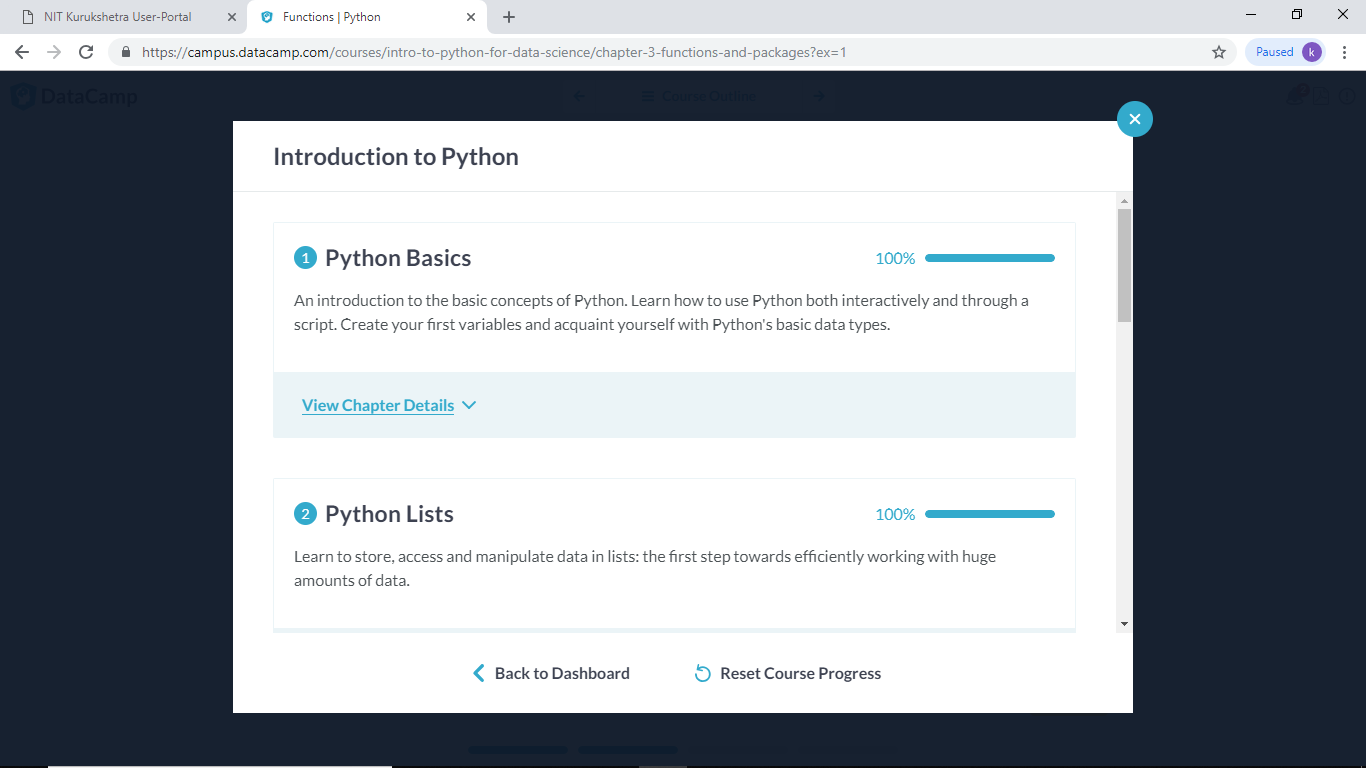 NIT Kurukshetra User-Portal
Functions | Python
https://campus.datacamp.com/courses/intro-to-python-for-data-science/chapter-3-functions-and-packages?ex=1
Paused k
DataCamp
Course Outline
Introduction to Python
1 Python Basics 100%
An introduction to the basic concepts of Python. Learn how to use Python both interactively and through a
script. Create your first variables and acquaint yourself with Python's basic data types.
View Chapter Details
2 Python Lists 100%
Learn to store, access and manipulate data in lists: the first step towards efficiently working with huge
amounts of data.
Back to Dashboard
Reset Course Progress